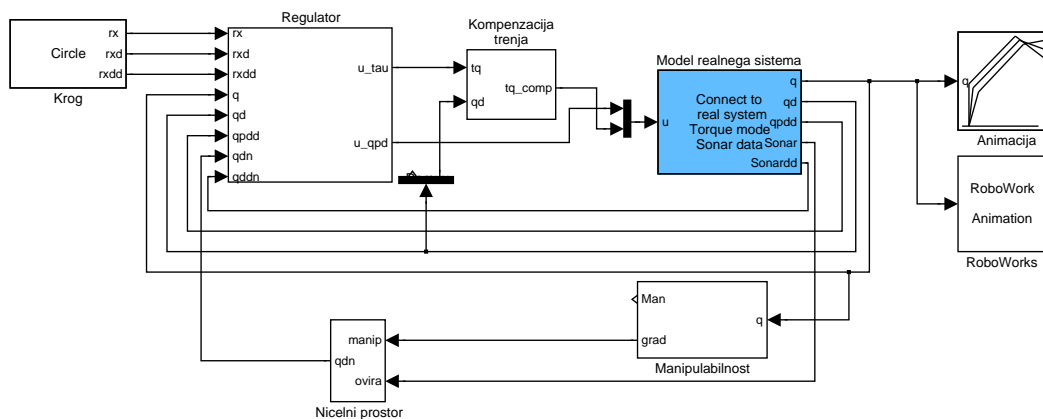 Circle
rx
rxd
rxdd
Krog
Regulator
rx
rxd
rxdd
q
qd
qpdd
qdn
qddn
u_tau
u_qpd
Kompenzacija
trenja
tq
qd
tq_comp
Model realnega sistema
u
Connect to
real system
Torque mode
Sonar data
q
qd
qpdd
Sonar
Sonardd
q
Animacija
RoboWork
Animation
RoboWorks
Man
grad
q
Manipulabilnost
manip
qdn
ovira
Nicelni prostor